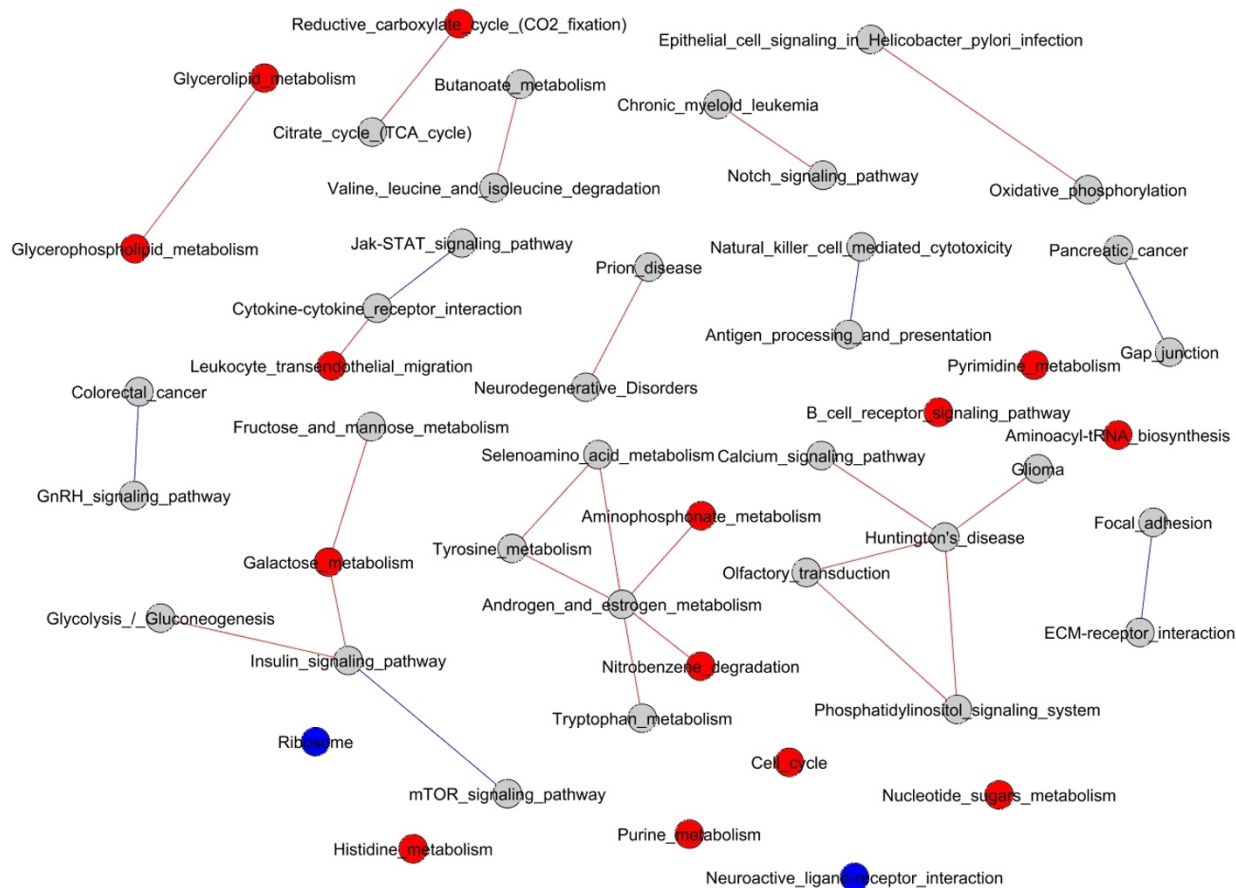 Reductive_carboxylate_cycle_(CO2_fixation)
Epithelial_cell_signaling_in_Helicobacter_pylori_infection
Glycerolipid_metabolism
Butanoate_metabolism
Chronic_myeloid_leukemia
Citrate_cycle_(TCA_cycle)
Notch_signaling_pathway
Valine,_leucine_and_isoleucine_degradation
Oxidative_phosphorylation
Glycerophospholipid_metabolism
Jak-STAT_signaling_pathway
Natural_killer_cell_mediated_cytotoxicity
Pancreatic_cancer
Prion_disease
Cytokine-cytokine_receptor_interaction
Antigen_processing_and_presentation
Gap_junction
Leukocyte_transendothelial_migration
Pyrimidine_metabolism
Neurodegenerative_Disorders
Colorectal_cancer
B_cell_receptor_signaling_pathway
Fructose_and_mannose_metabolism
Aminoacyl-tRNA_biosynthesis
Selenoamino_acid_metabolism
Calcium_signaling_pathway
Glioma
GnRH_signaling_pathway
Aminophosphonate_metabolism
Focal_adhesion
Huntington's_disease
Tyrosine_metabolism
Galactose_metabolism
Olfactory_transduction
Androgen_and_estrogen_metabolism
Glycolysis_/_Gluconeogenesis
ECM-receptor_interaction
Insulin_signaling_pathway
Nitrobenzene_degradation
Phosphatidylinositol_signaling_system
Tryptophan_metabolism
Ribosome
Cell_cycle
mTOR_signaling_pathway
Nucleotide_sugars_metabolism
Purine_metabolism
Histidine_metabolism
Neuroactive_ligand-receptor_interaction